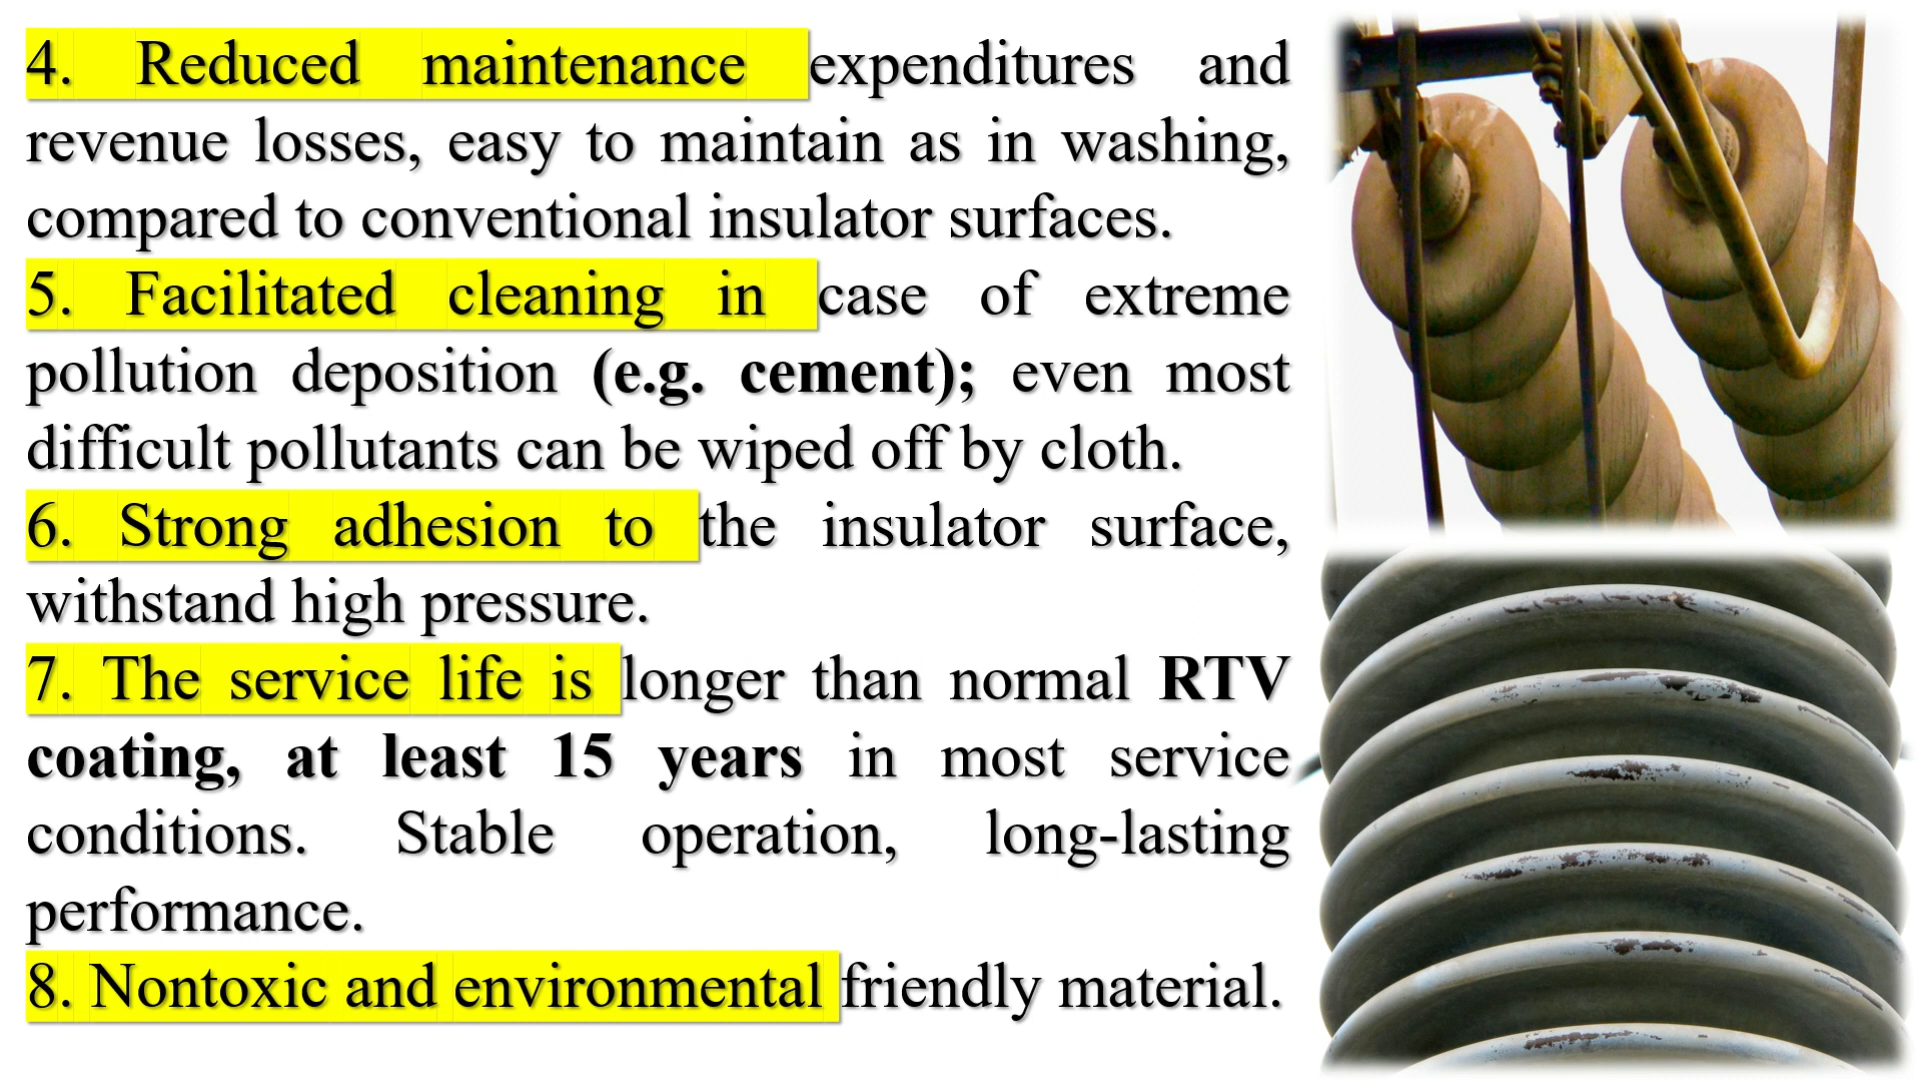 4. Reduced maintenance expenditures and
revenue losses, easy to maintain as in washing,
compared to conventional insulator surfaces.
5. Facilitated cleaning in case of extreme
pollution deposition (e.g. cement); even most
difficult pollutants can be wiped off by cloth.
6. Strong adhesion to the insulator surface,
withstand high pressure.
7. The service life is longer than normal RTV
coating, at least 15 years in most service
conditions. Stable operation, long-lasting
performance.
8. Nontoxic and environmental friendly material.